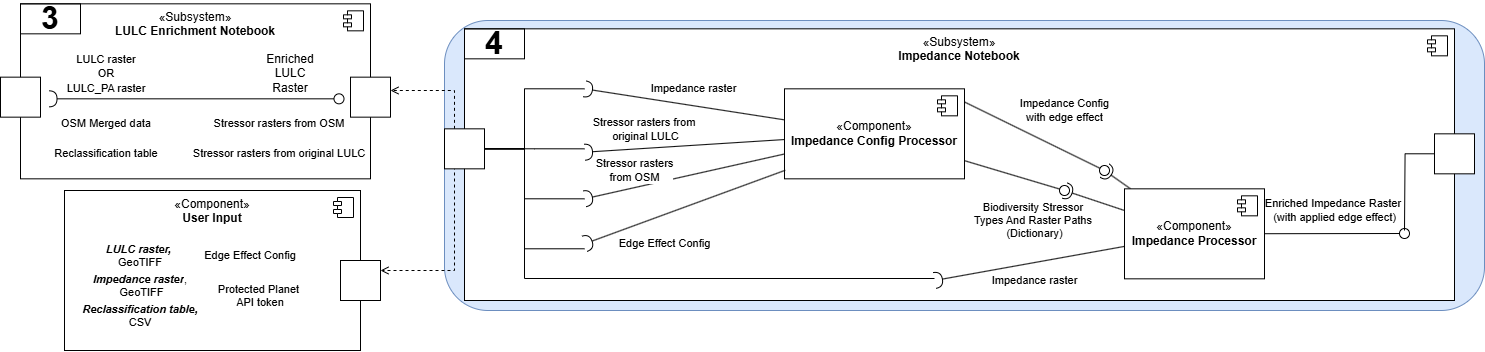 3
«Subsystem»
LULC Enrichment Notebook
LULC raster
OR
LULC_PA raster
Enriched
LULC
Raster
OSM Merged data
Stressor rasters from OSM
Reclassification table
Stressor rasters from original LULC
«Component»
User Input
LULC raster,
GeoTIFF
Impedance raster,
GeoTIFF
Reclassification table,
CSV
Edge Effect Config
Protected Planet
API token
4
«Subsystem»
Impedance Notebook
Impedance raster
Stressor rasters from
original LULC
Stressor rasters
from OSM
Edge Effect Config
«Component»
Impedance Config Processor
Impedance Config
with edge effect
Biodiversity Stressor
Types And Raster Paths
(Dictionary)
Impedance raster
«Component»
Impedance Processor
Enriched Impedance Raster
(with applied edge effect)